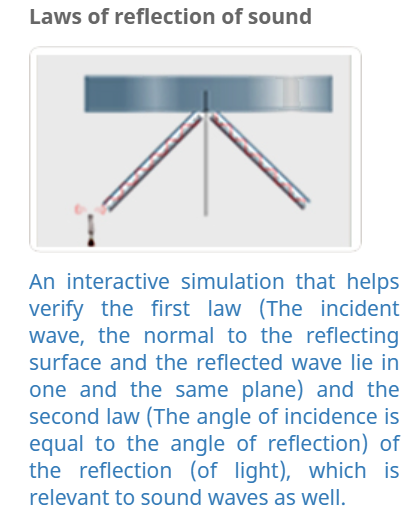 Laws of reflection of sound
An interactive simulation that helps
verify the first law (The incident
wave, the normal to the reflecting
surface and the reflected wave lie in
one and the same plane) and the
second law (The angle of incidence is
equal to the angle of reflection) of
the reflection (of light), which is
relevant to sound waves as well.